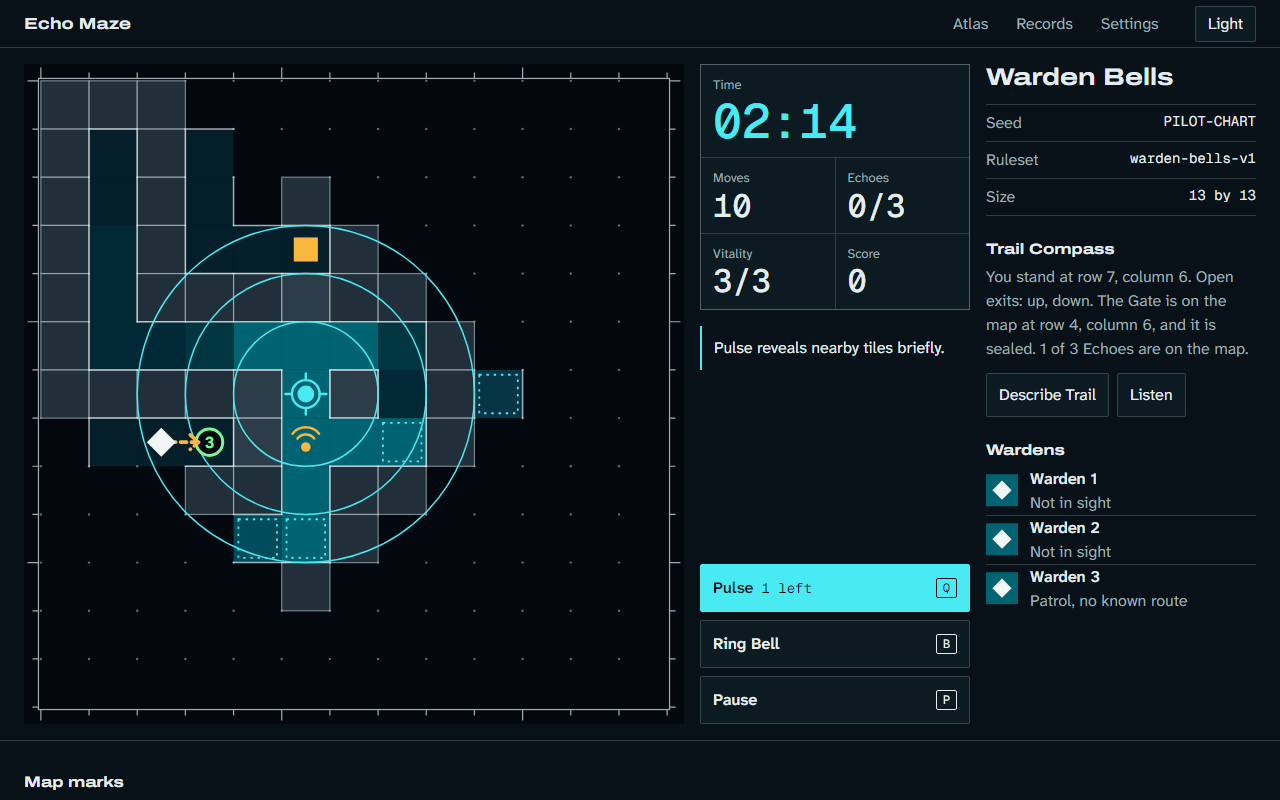 Echo Maze
Atlas
Records
Settings
Light
3
Time
02:14
Moves
10
Echoes
0/3
Vitality
3/3
Score
0
Pulse reveals nearby tiles briefly.
Pulse 1 left
Q
Ring Bell
B
Pause
P
Warden Bells
Seed
PILOT-CHART
Ruleset
warden-bells-v1
Size
13 by 13
Trail Compass
You stand at row 7, column 6. Open
exits: up, down. The Gate is on the
map at row 4, column 6, and it is
sealed. 1 of 3 Echoes are on the map.
Describe Trail
Listen
Wardens
Warden 1
Not in sight
Warden 2
Not in sight
Warden 3
Patrol, no known route
Map marks